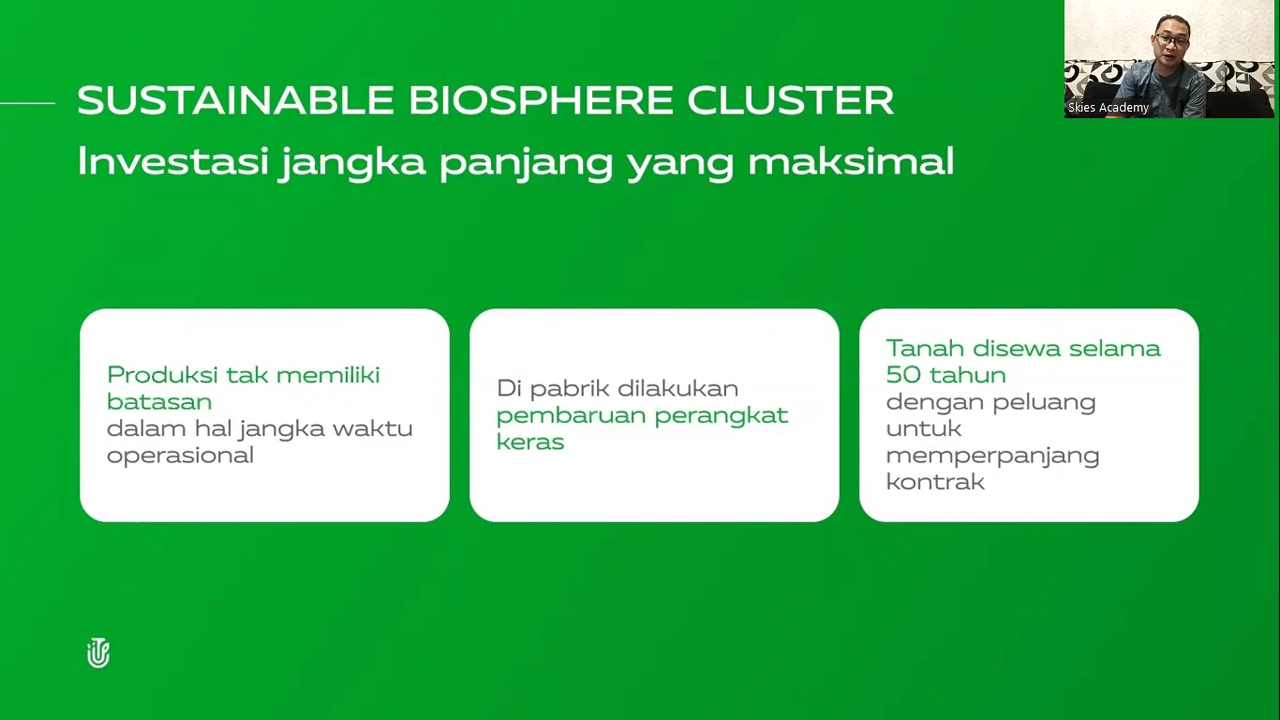 SUSTAINABLE BIOSPHERE CLUSTER
Investasi jangka panjang yang maksimal
Skies Academy
Produksi tak memiliki
batasan
dalam hal jangka waktu
operasional
Di pabrik dilakukan
pembaruan perangkat
keras
Tanah disewa selama
50 tahun
dengan peluang
untuk
memperpanjang
kontrak